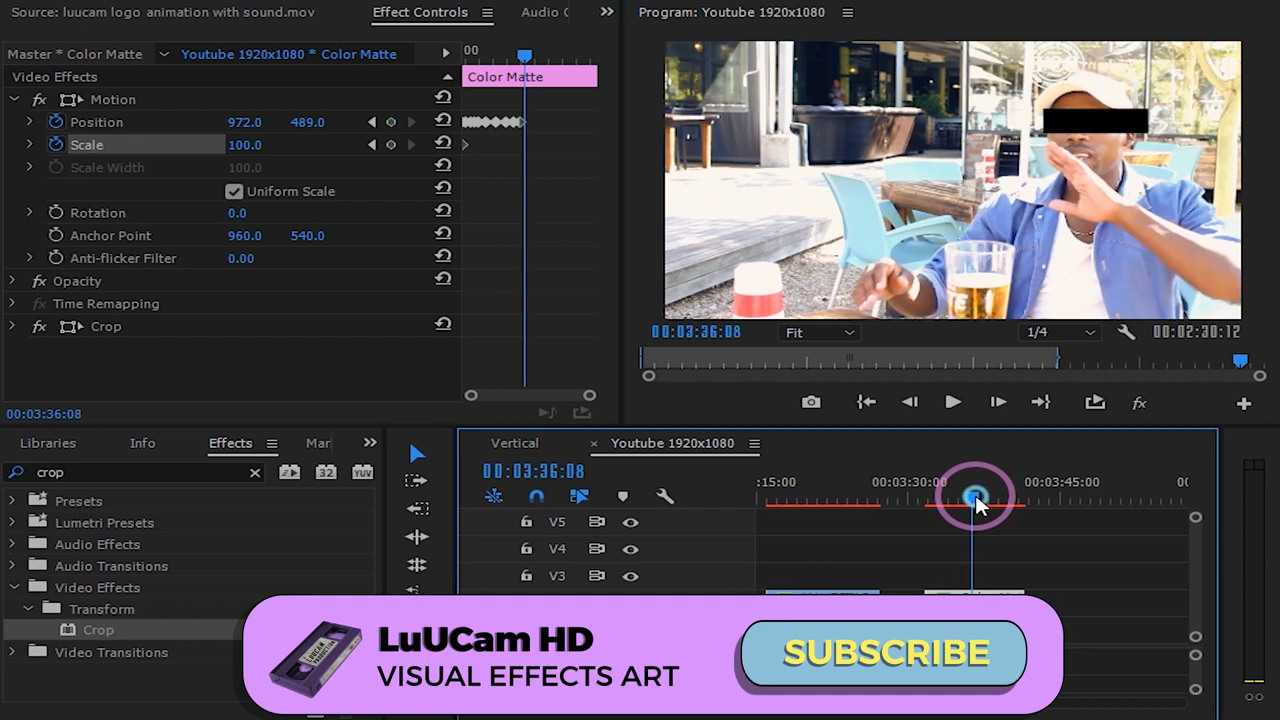 Source: luucam logo animation with sound.mov
Effect Controls
Audio C
Program: Youtube 1920x1080
Master * Color Matte
Youtube 1920x1080 * Color Matte
00
Video Effects
Color Matte
fx Motion
Position 972.0 489.0
Scale 100.0
Scale Width 100.0
Uniform Scale
Rotation 0.0
Anchor Point 960.0 540.0
Anti-flicker Filter 0.00
fx Opacity
fx Time Remapping
fx Crop
00:03:36:08
00:03:36:08 Fit 1/4 00:02:30:12
fx
Libraries Info Effects Mar
crop
32 YUV
Presets
Lumetri Presets
Audio Effects
Audio Transitions
Video Effects
Transform
Crop
Video Transitions
Vertical × Youtube 1920x1080
00:03:36:08
:15:00 00:03:30:00 00:03:45:00 00
V5
V4
V3
LuUCam HD
VISUAL EFFECTS ART
SUBSCRIBE